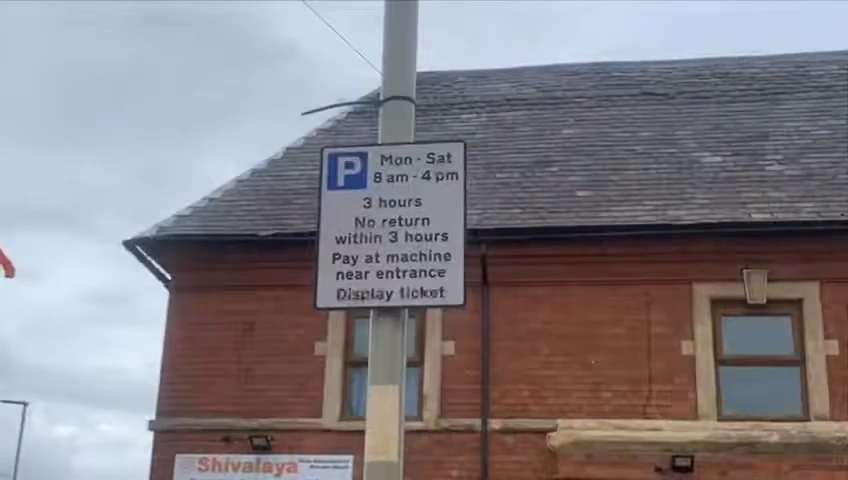 P
Mon - Sat
8 am - 4 pm
3 hours
No return
within 3 hours
Pay at machine
near entrance
Display ticket
Shivalaya